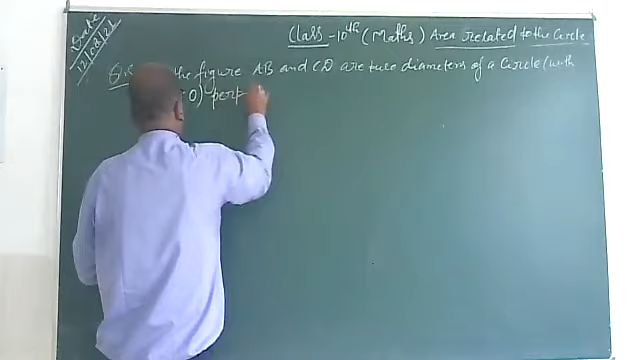 Date
12/02/21
Class - 10th (Maths) Area related to the Circle
the figure AB and CD are two diameters of a Circle (with
O) perp